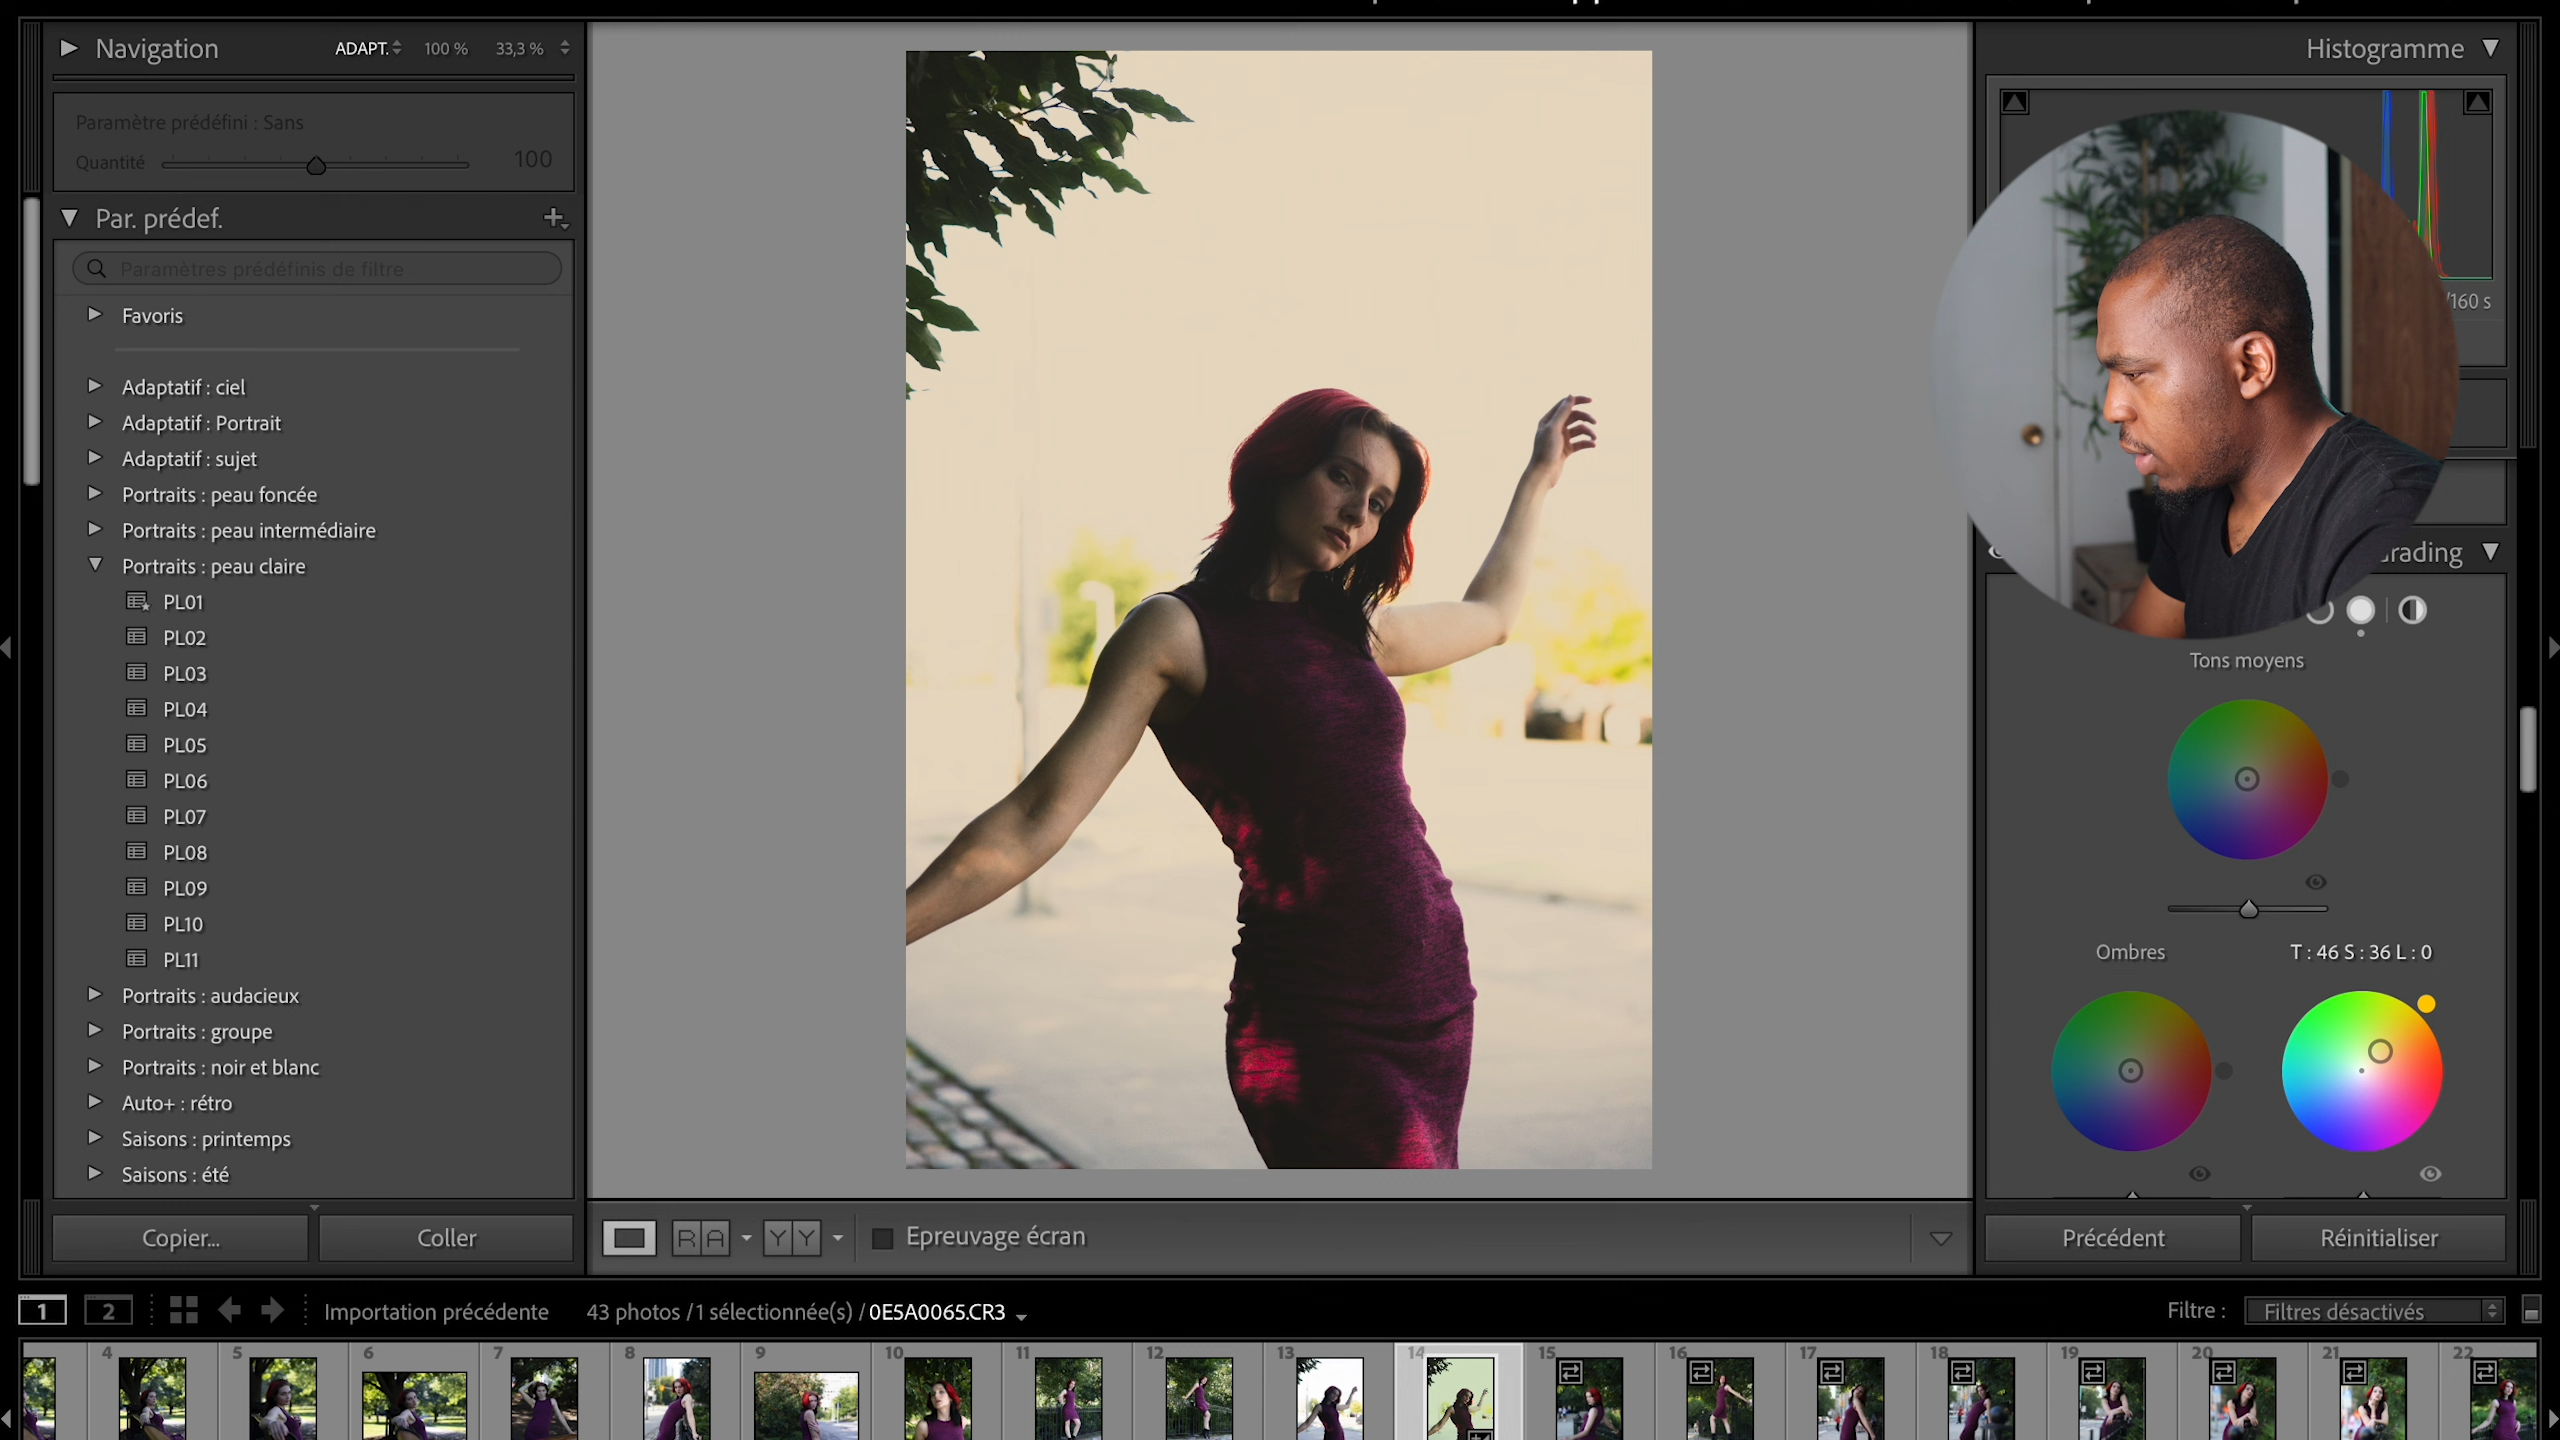 Navigation ADAPT. 100 % 33,3 %
Paramètre prédéfini : Sans
Quantité 100
Par. prédef.
Paramètres prédéfinis de filtre
Favoris
Adaptatif : ciel
Adaptatif : Portrait
Adaptatif : sujet
Portraits : peau foncée
Portraits : peau intermédiaire
Portraits : peau claire
PL01
PL02
PL03
PL04
PL05
PL06
PL07
PL08
PL09
PL10
PL11
Portraits : audacieux
Portraits : groupe
Portraits : noir et blanc
Auto+ : rétro
Saisons : printemps
Saisons : été
Copier... Coller
R A Y Y Epreuvage écran
Histogramme
/160 s
rading
Tons moyens
Ombres T : 46 S : 36 L : 0
Précédent Réinitialiser
1 2 Importation précédente 43 photos /1 sélectionnée(s) /0E5A0065.CR3 Filtre : Filtres désactivés
4 5 6 7 8 9 10 11 12 13 14 15 16 17 18 19 20 21 22